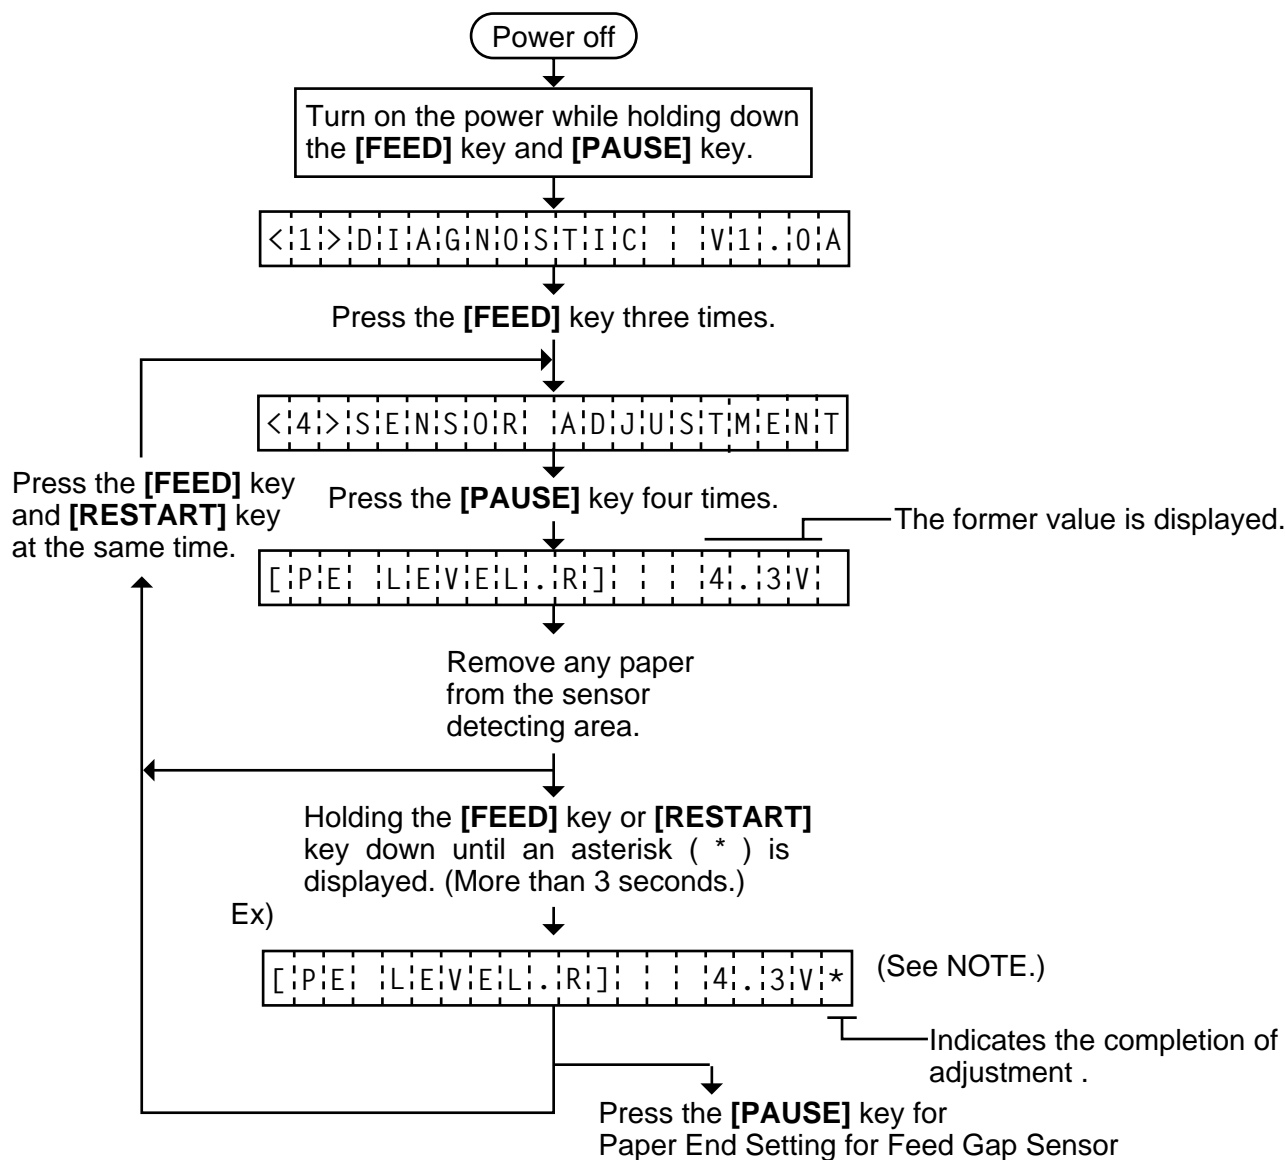 Power off
Turn on the power while holding down
the [FEED] key and [PAUSE] key.
<1>DIAGNOSTIC  V1.0A
Press the [FEED] key three times.
<4>SENSOR ADJUSTMENT
Press the [FEED] key
and [RESTART] key
at the same time.
Press the [PAUSE] key four times.
The former value is displayed.
[PE LEVEL.R]   4.3V
Remove any paper
from the sensor
detecting area.
Holding the [FEED] key or [RESTART]
key down until an asterisk ( * ) is
displayed. (More than 3 seconds.)
Ex)
[PE LEVEL.R]   4.3V* (See NOTE.)
Indicates the completion of
adjustment .
Press the [PAUSE] key for
Paper End Setting for Feed Gap Sensor